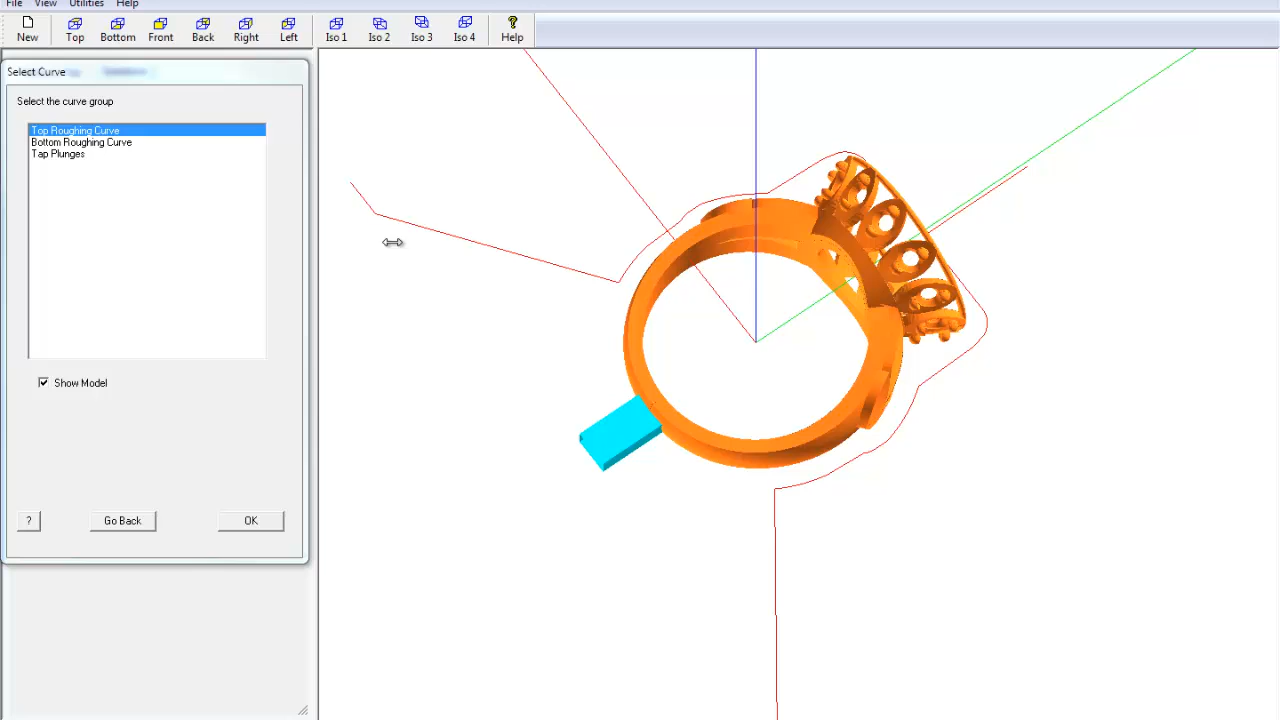 File View Utilities Help
New Top Bottom Front Back Right Left Iso 1 Iso 2 Iso 3 Iso 4 Help
Select Curve
Select the curve group
Top Roughing Curve
Bottom Roughing Curve
Tap Plunges
Show Model
? Go Back OK